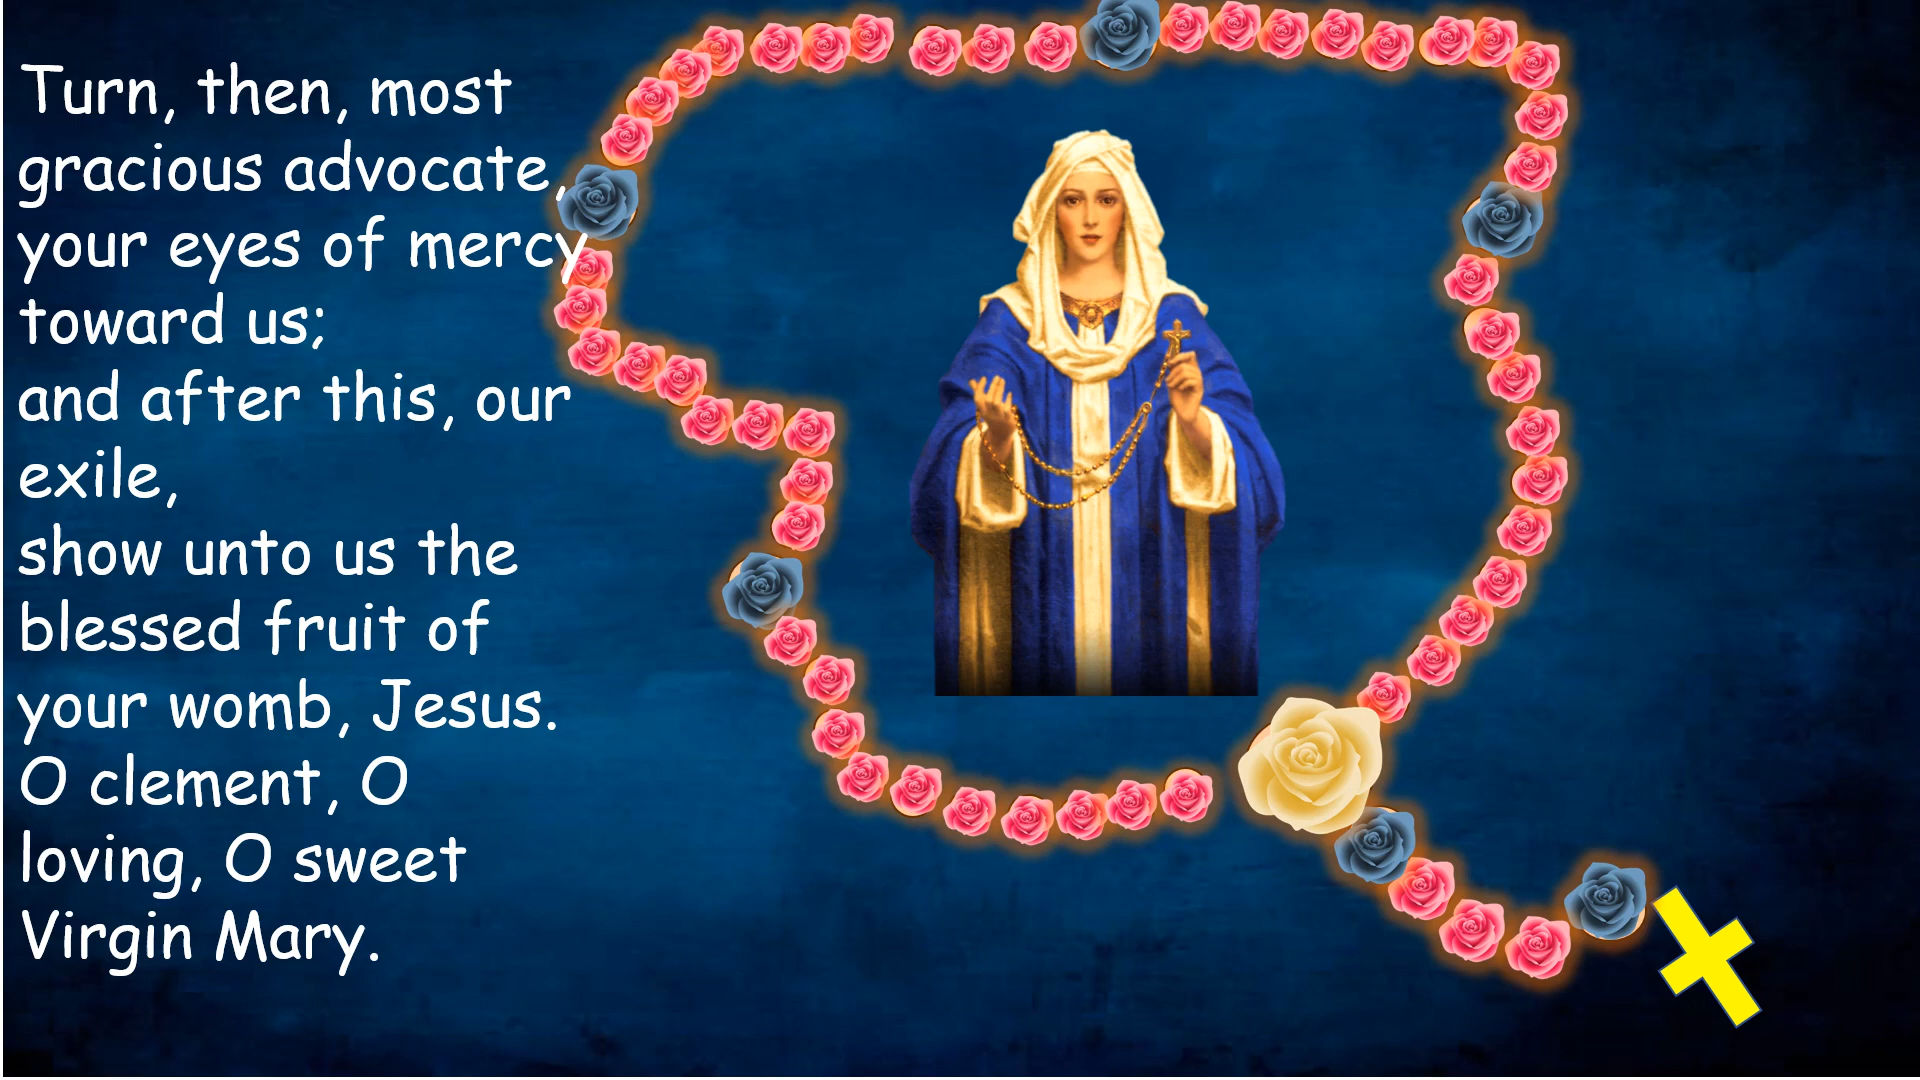 Turn, then, most
gracious advocate,
your eyes of mercy
toward us;
and after this, our
exile,
show unto us the
blessed fruit of
your womb, Jesus.
O clement, O
loving, O sweet
Virgin Mary.